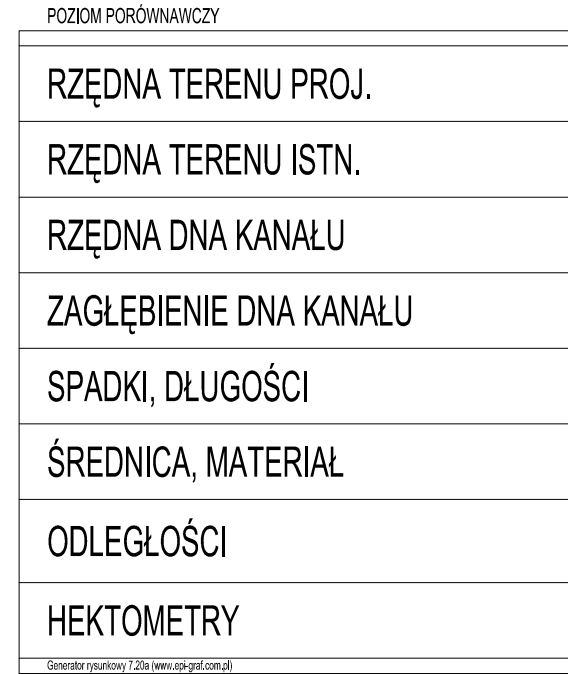 POZIOM PORÓWNAWCZY
RZĘDNA TERENU PROJ.
RZĘDNA TERENU ISTN.
RZĘDNA DNA KANAŁU
ZAGŁĘBIENIE DNA KANAŁU
SPADKI, DŁUGOŚCI
ŚREDNICA, MATERIAŁ
ODLEGŁOŚCI
HEKTOMETRY
Generator rysunkowy 7.20a (www.epi-graf.com.pl)